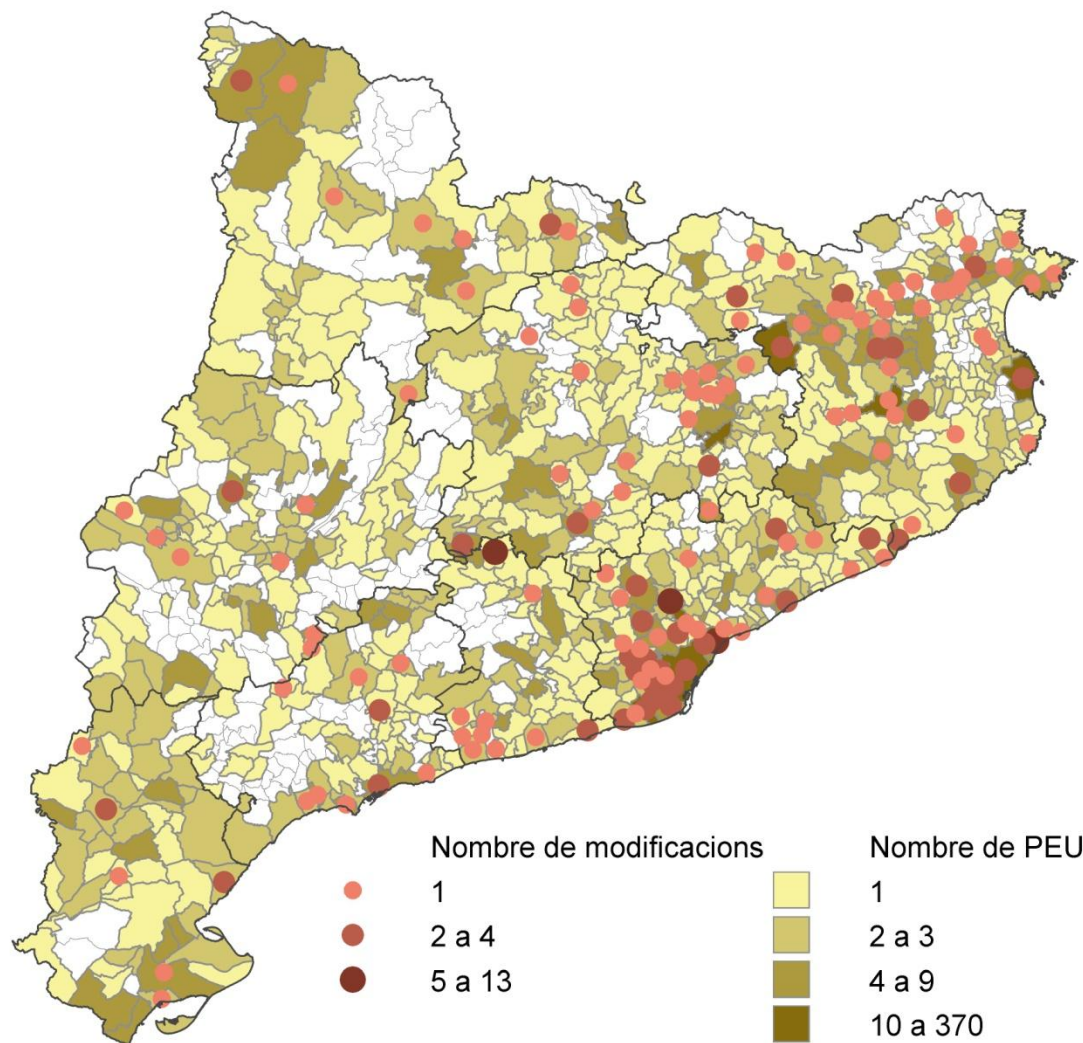 Nombre de modificacions
1
2 a 4
5 a 13
Nombre de PEU
1
2 a 3
4 a 9
10 a 370